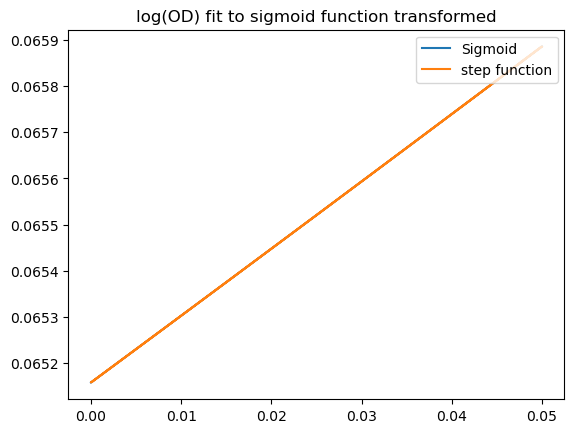 log(OD) fit to sigmoid function transformed
Sigmoid
step function
0.0659
0.0658
0.0657
0.0656
0.0655
0.0654
0.0653
0.0652
0.00 0.01 0.02 0.03 0.04 0.05